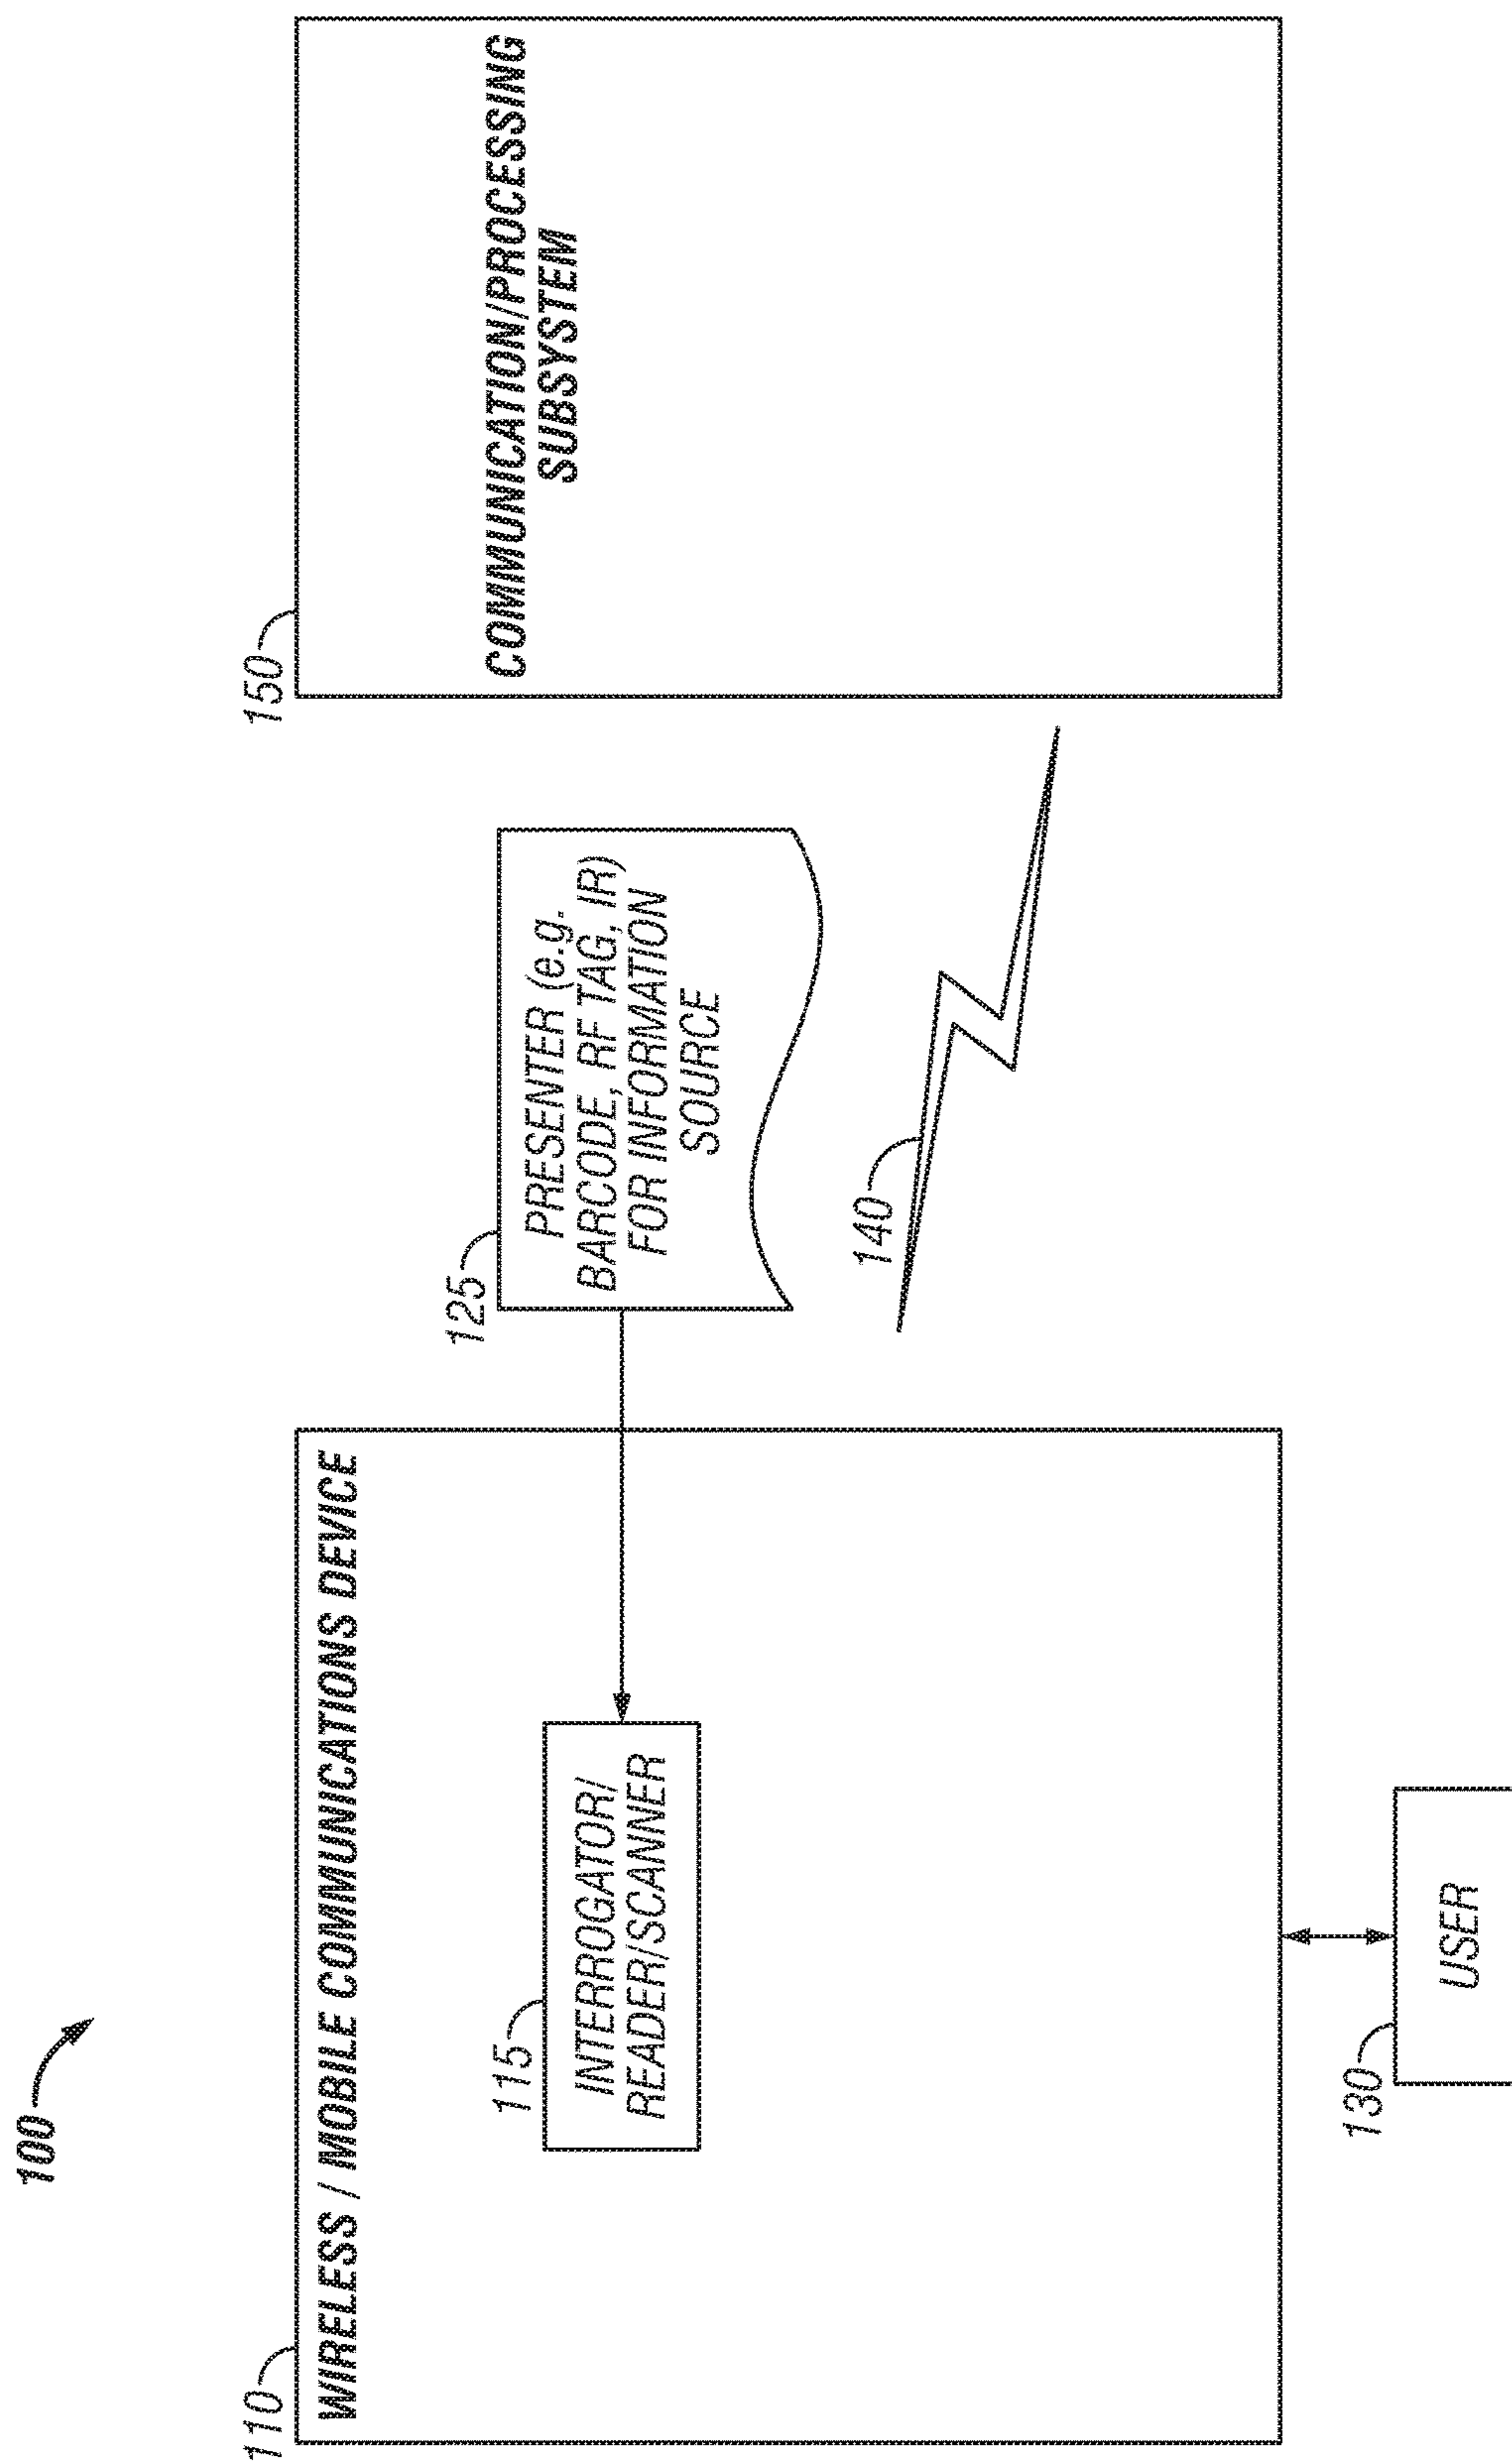 100
110
WIRELESS / MOBILE COMMUNICATIONS DEVICE
115
INTERROGATOR/
READER/SCANNER
125
PRESENTER (e.g.
BARCODE, RF TAG, IR)
FOR INFORMATION
SOURCE
140
150
COMMUNICATION/PROCESSING
SUBSYSTEM
130
USER